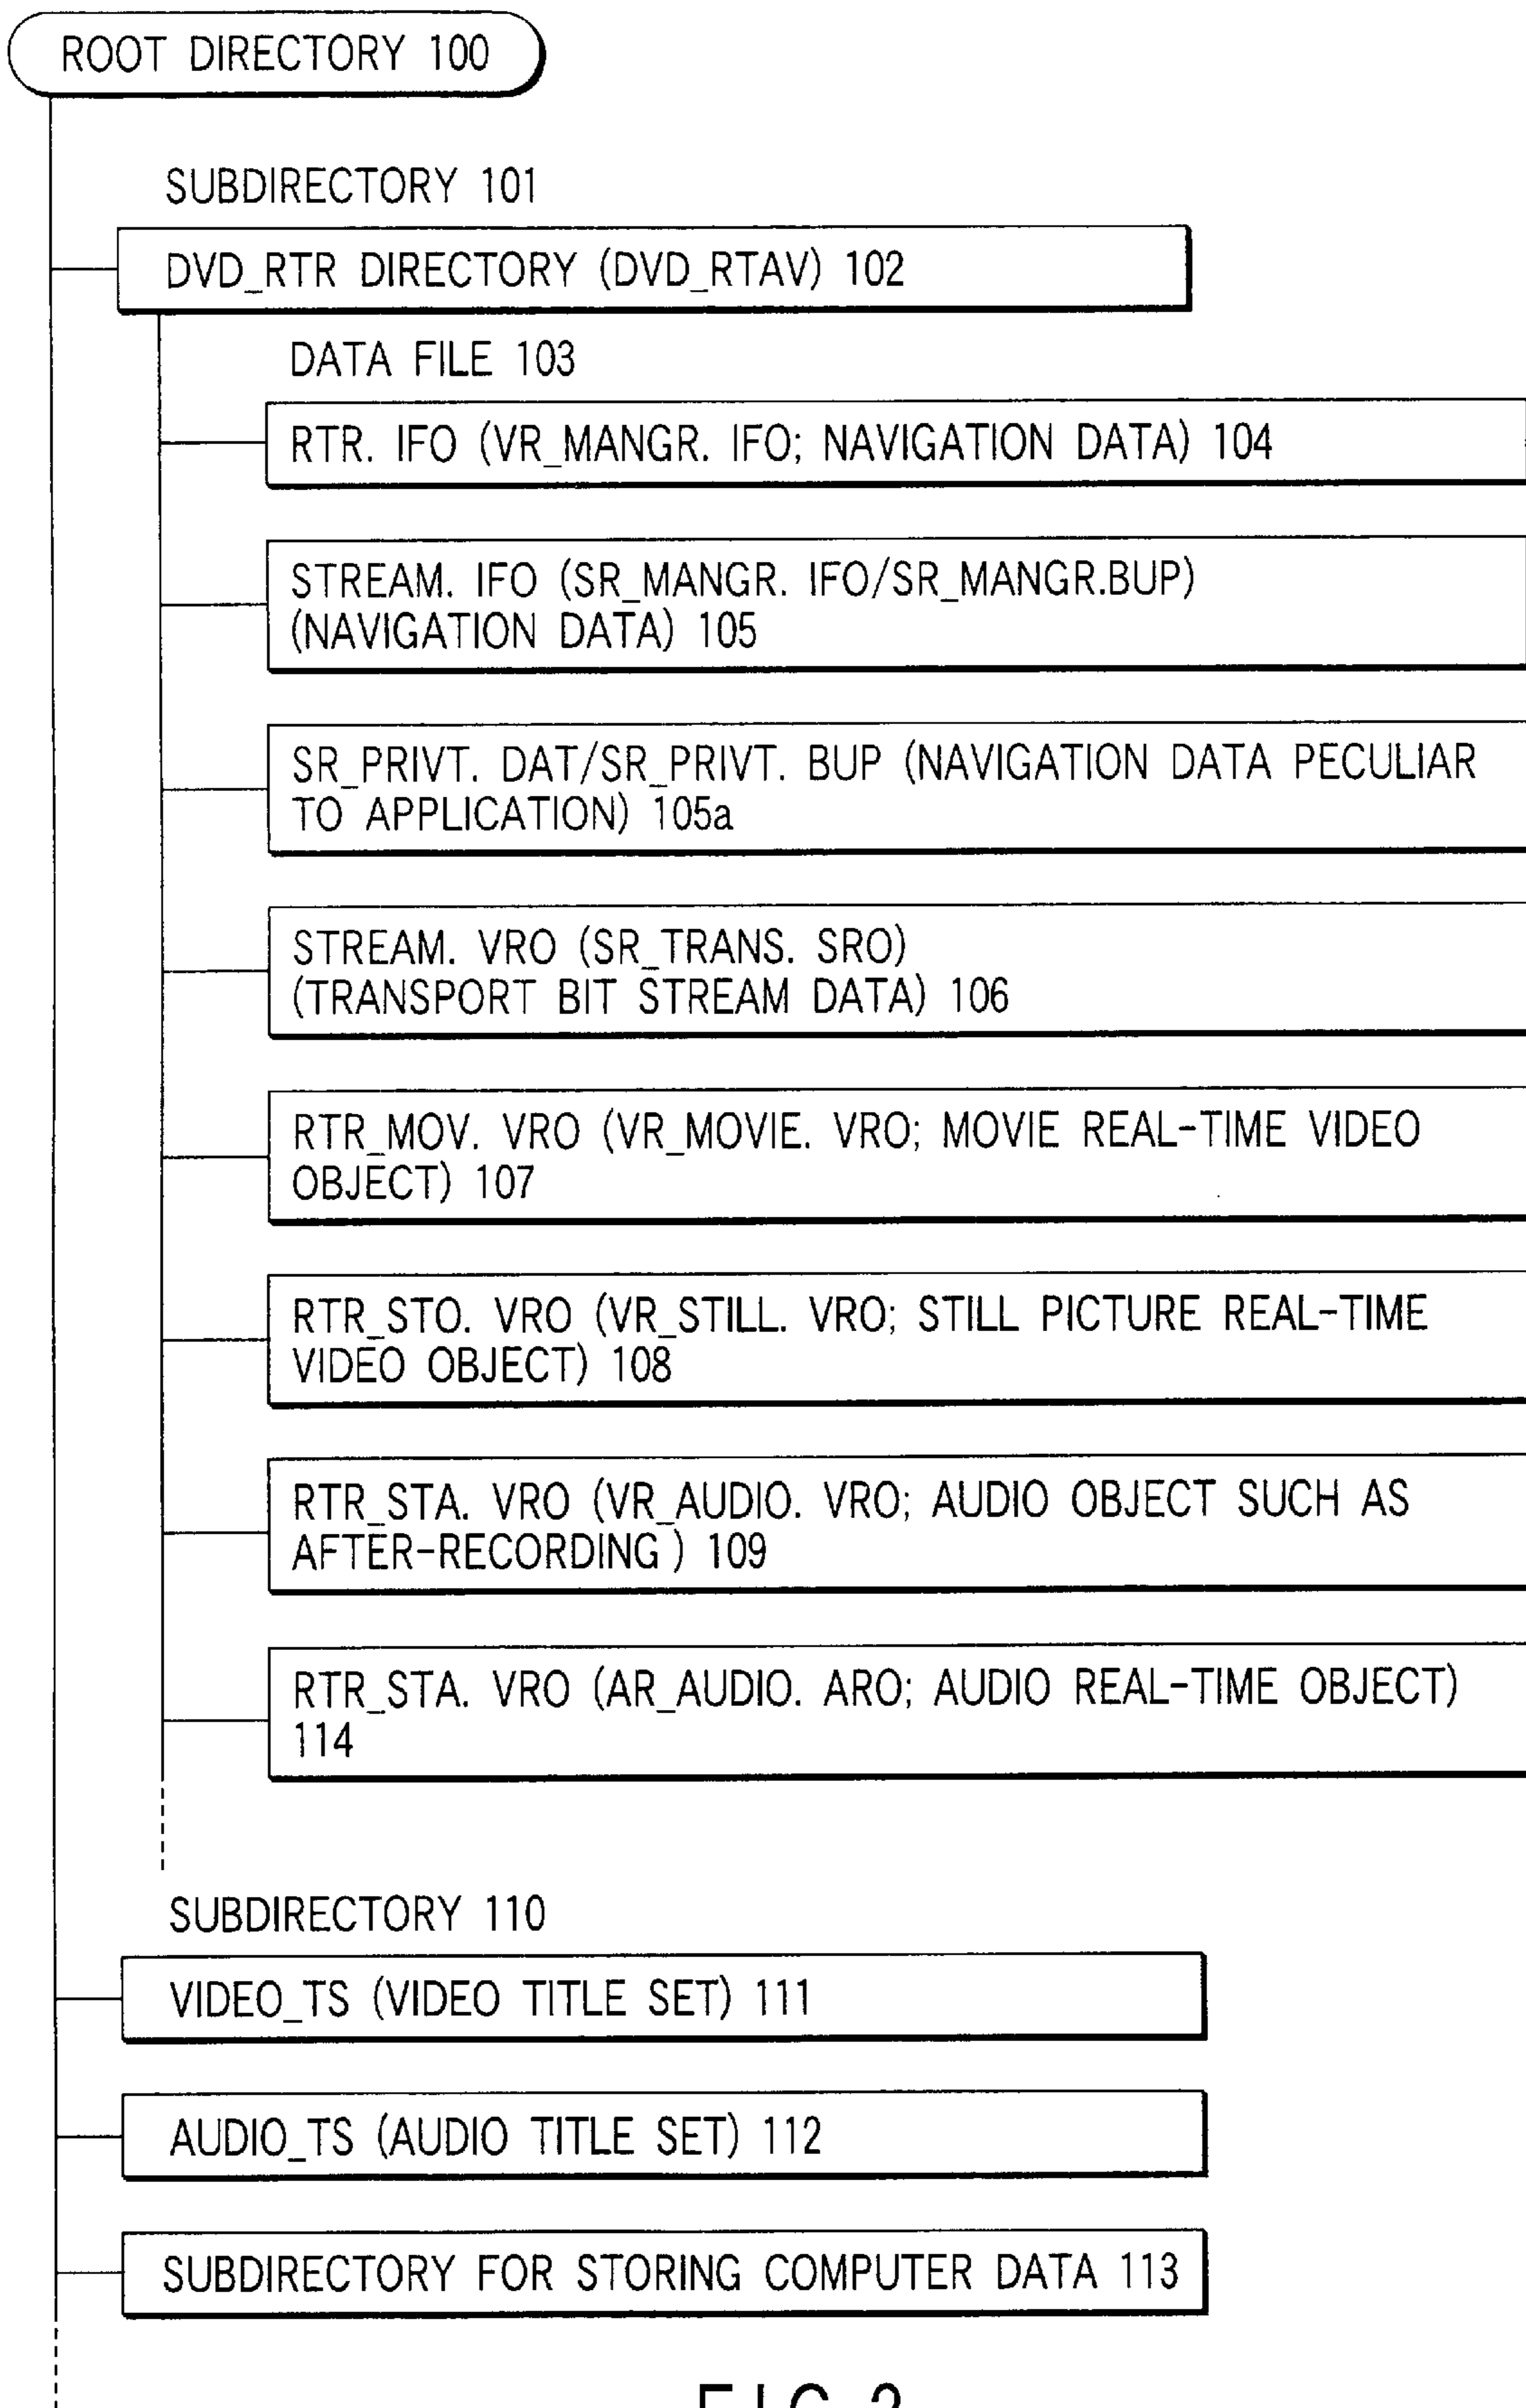 ROOT DIRECTORY 100
SUBDIRECTORY 101
DVD_RTR DIRECTORY (DVD_RTAV) 102
DATA FILE 103
RTR. IFO (VR_MANGR. IFO; NAVIGATION DATA) 104
STREAM. IFO (SR_MANGR. IFO/SR_MANGR.BUP)
(NAVIGATION DATA) 105
SR_PRIVT. DAT/SR_PRIVT. BUP (NAVIGATION DATA PECULIAR
TO APPLICATION) 105a
STREAM. VRO (SR_TRANS. SRO)
(TRANSPORT BIT STREAM DATA) 106
RTR_MOV. VRO (VR_MOVIE. VRO; MOVIE REAL-TIME VIDEO
OBJECT) 107
RTR_STO. VRO (VR_STILL. VRO; STILL PICTURE REAL-TIME
VIDEO OBJECT) 108
RTR_STA. VRO (VR_AUDIO. VRO; AUDIO OBJECT SUCH AS
AFTER-RECORDING) 109
RTR_STA. VRO (AR_AUDIO. ARO; AUDIO REAL-TIME OBJECT)
114
SUBDIRECTORY 110
VIDEO_TS (VIDEO TITLE SET) 111
AUDIO_TS (AUDIO TITLE SET) 112
SUBDIRECTORY FOR STORING COMPUTER DATA 113